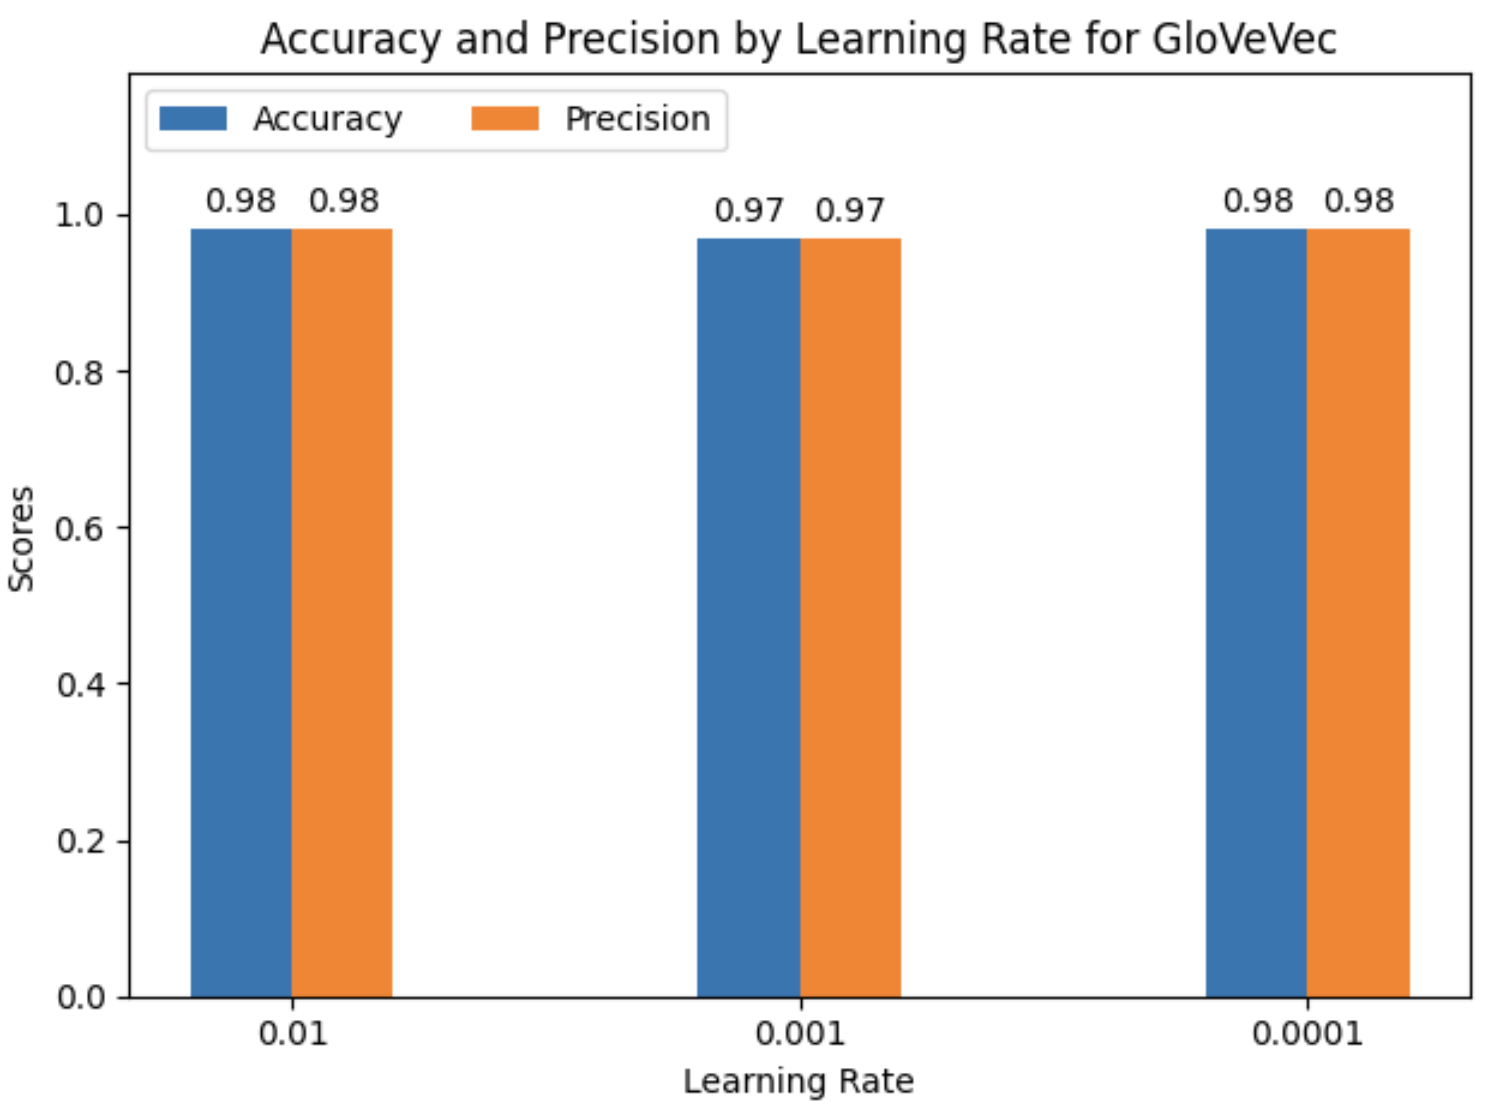 Accuracy and Precision by Learning Rate for GloVeVec
Accuracy Precision
0.98 0.98 0.97 0.97 0.98 0.98
1.0
0.8
0.6
0.4
0.2
0.0
Scores
0.01 0.001 0.0001
Learning Rate